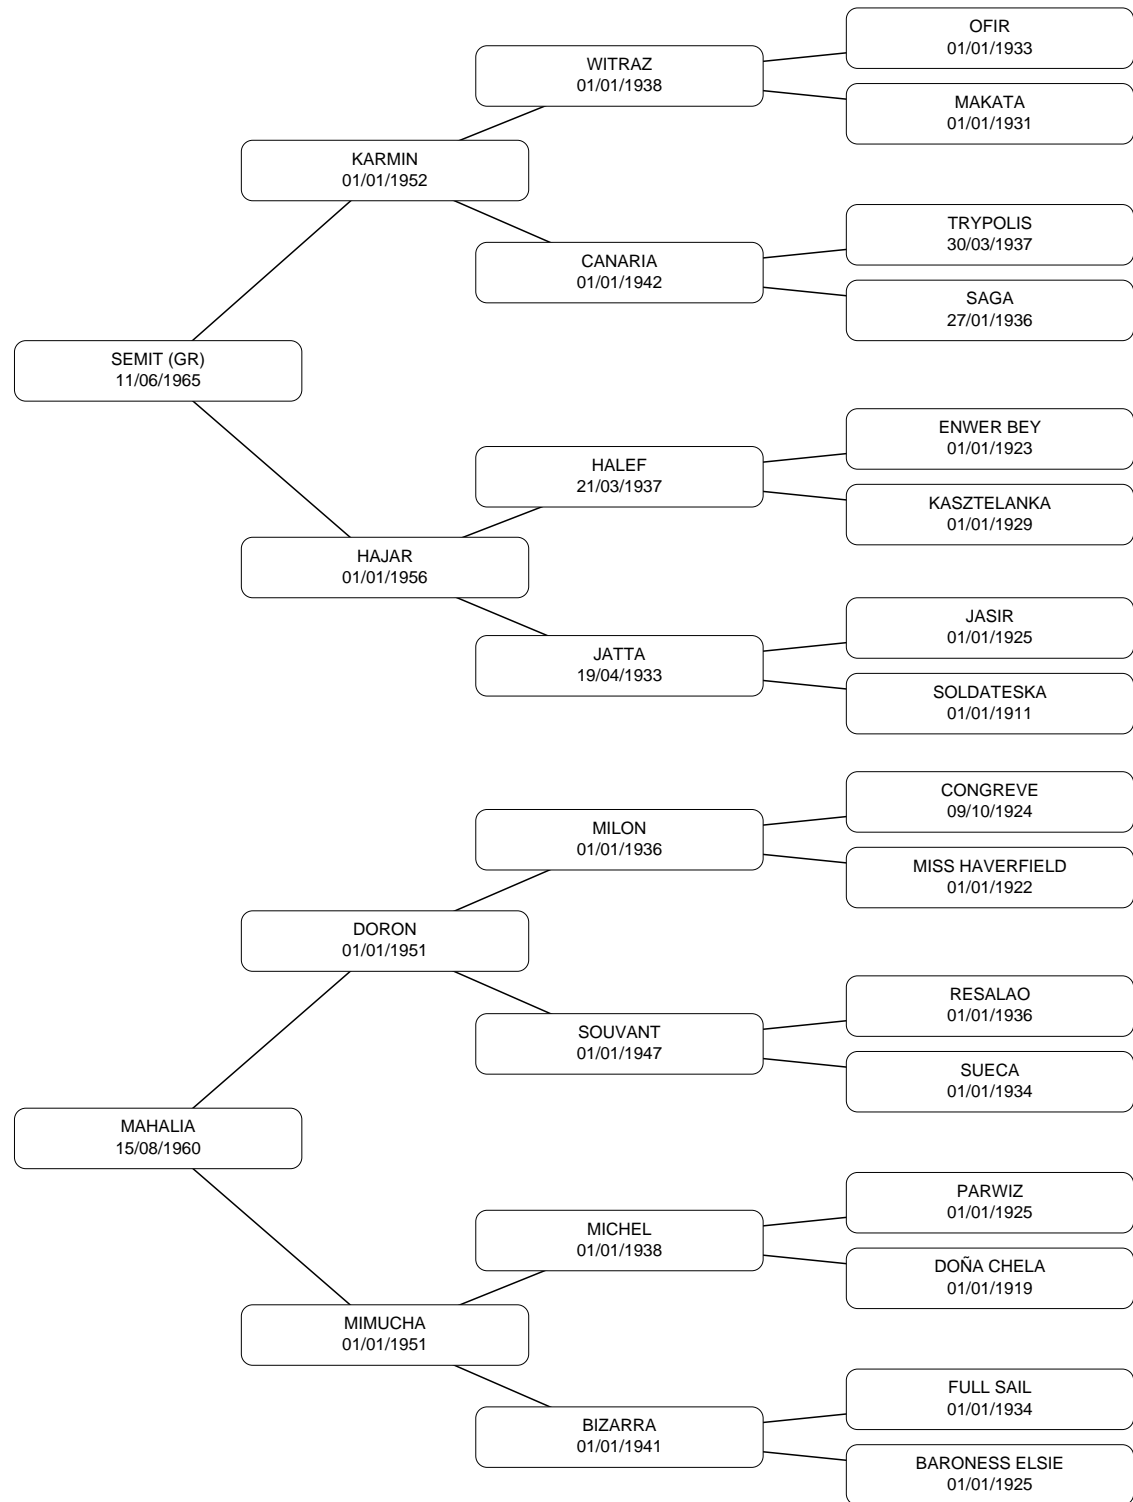 OFIR
01/01/1933
WITRAZ
01/01/1938
MAKATA
01/01/1931
KARMIN
01/01/1952
TRYPOLIS
30/03/1937
CANARIA
01/01/1942
SAGA
27/01/1936
SEMIT (GR)
11/06/1965
ENWER BEY
01/01/1923
HALEF
21/03/1937
KASZTELANKA
01/01/1929
HAJAR
01/01/1956
JASIR
01/01/1925
JATTA
19/04/1933
SOLDATESKA
01/01/1911
CONGREVE
09/10/1924
MILON
01/01/1936
MISS HAVERFIELD
01/01/1922
DORON
01/01/1951
RESALAO
01/01/1936
SOUVANT
01/01/1947
SUECA
01/01/1934
MAHALIA
15/08/1960
PARWIZ
01/01/1925
MICHEL
01/01/1938
DOÑA CHELA
01/01/1919
MIMUCHA
01/01/1951
FULL SAIL
01/01/1934
BIZARRA
01/01/1941
BARONESS ELSIE
01/01/1925